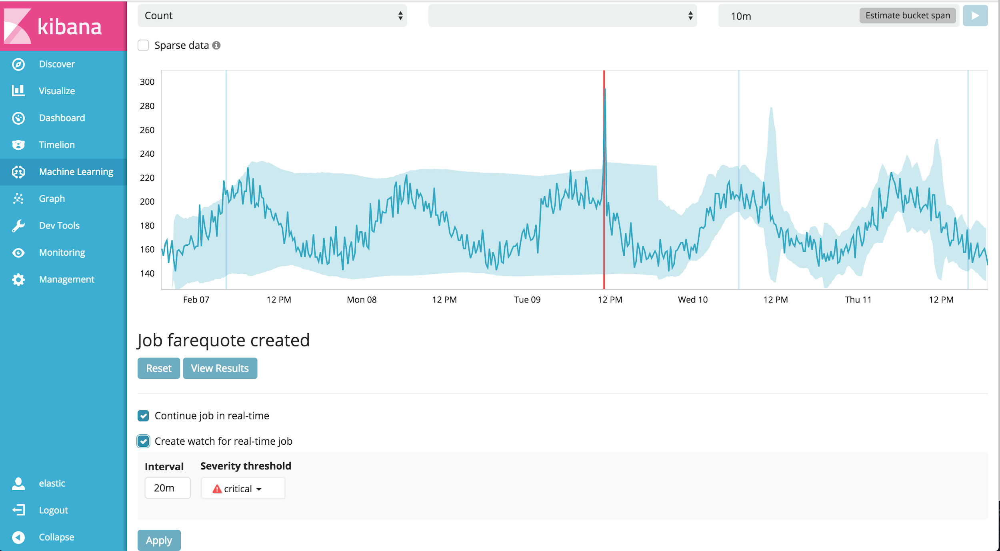 kibana
Discover
Visualize
Dashboard
Timelion
Machine Learning
Graph
Dev Tools
Monitoring
Management
elastic
Logout
Collapse
Count
10m
Estimate bucket span
Sparse data
300
280
260
240
220
200
180
160
140
Feb 07 12 PM Mon 08 12 PM Tue 09 12 PM Wed 10 12 PM Thu 11 12 PM
Job farequote created
Reset View Results
Continue job in real-time
Create watch for real-time job
Interval Severity threshold
20m critical
Apply